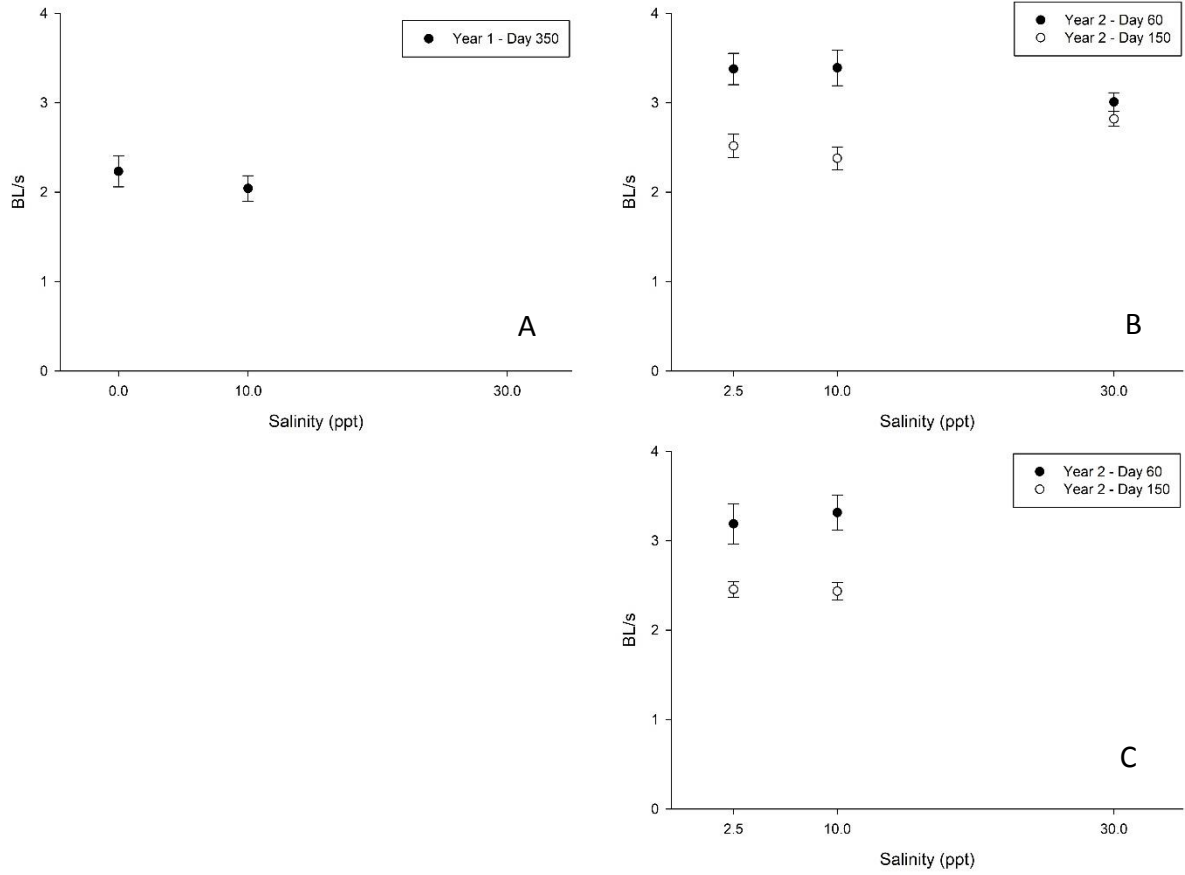 4
3
2
1
0
BL/s
Year 1 - Day 350
A
0.0 10.0 30.0
Salinity (ppt)
4
3
2
1
0
BL/s
Year 2 - Day 60
Year 2 - Day 150
B
2.5 10.0 30.0
Salinity (ppt)
4
3
2
1
0
BL/s
Year 2 - Day 60
Year 2 - Day 150
C
2.5 10.0 30.0
Salinity (ppt)